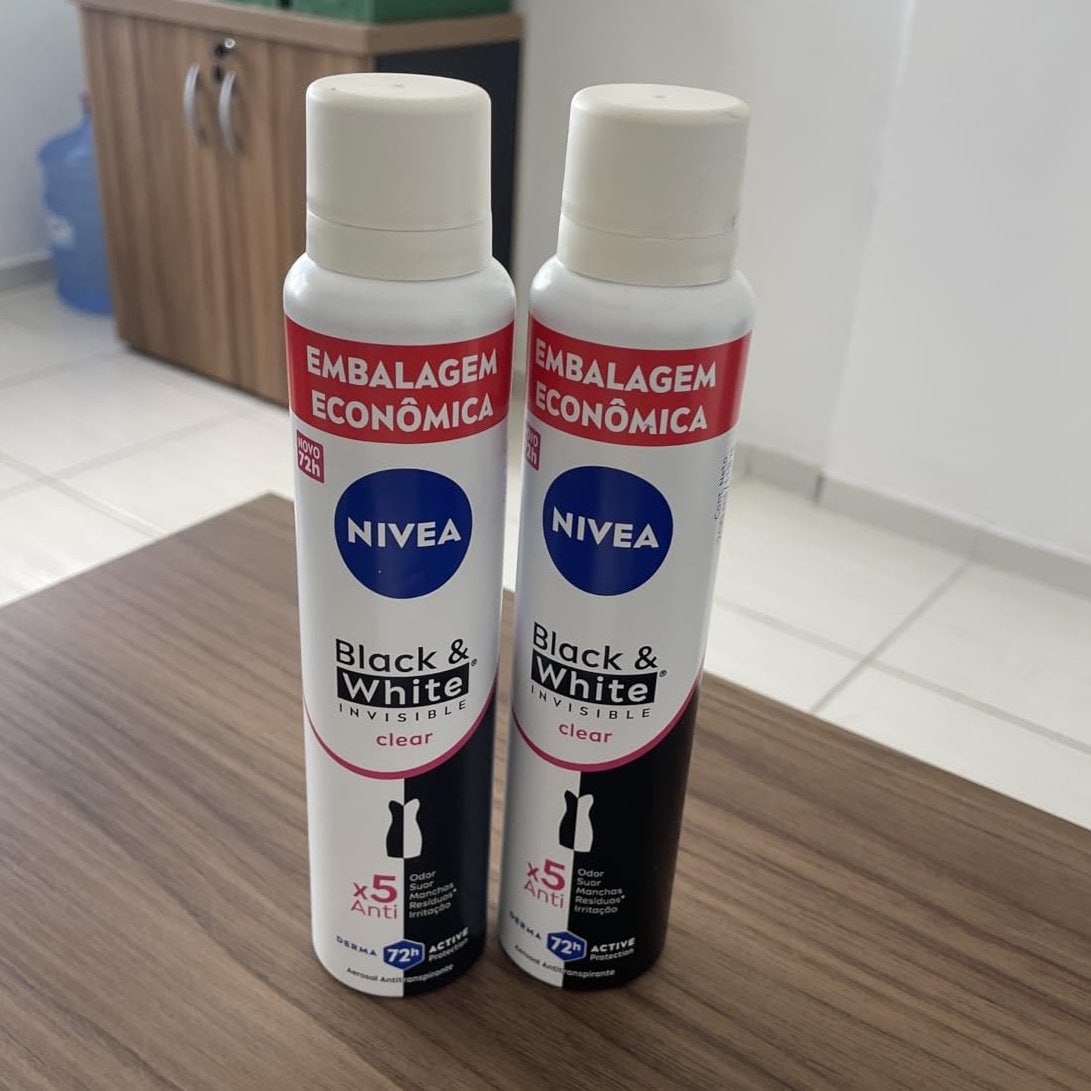 EMBALAGEM
ECONÔMICA
NOVO
72h
NIVEA
Black &
White®
INVISIBLE
clear
x5
Anti
Odor
Suor
Manchas
Resíduos*
Irritação
DERMA 72h ACTIVE
Protection
Aerosol Antitranspirante
EMBALAGEM
ECONÔMICA
NIVEA
Black &
White®
INVISIBLE
clear
x5
Anti
Odor
Suor
Manchas
Resíduos*
Irritação
DERMA 72h ACTIVE
Protection
Aerosol Antitranspirante
Cont. Neto: